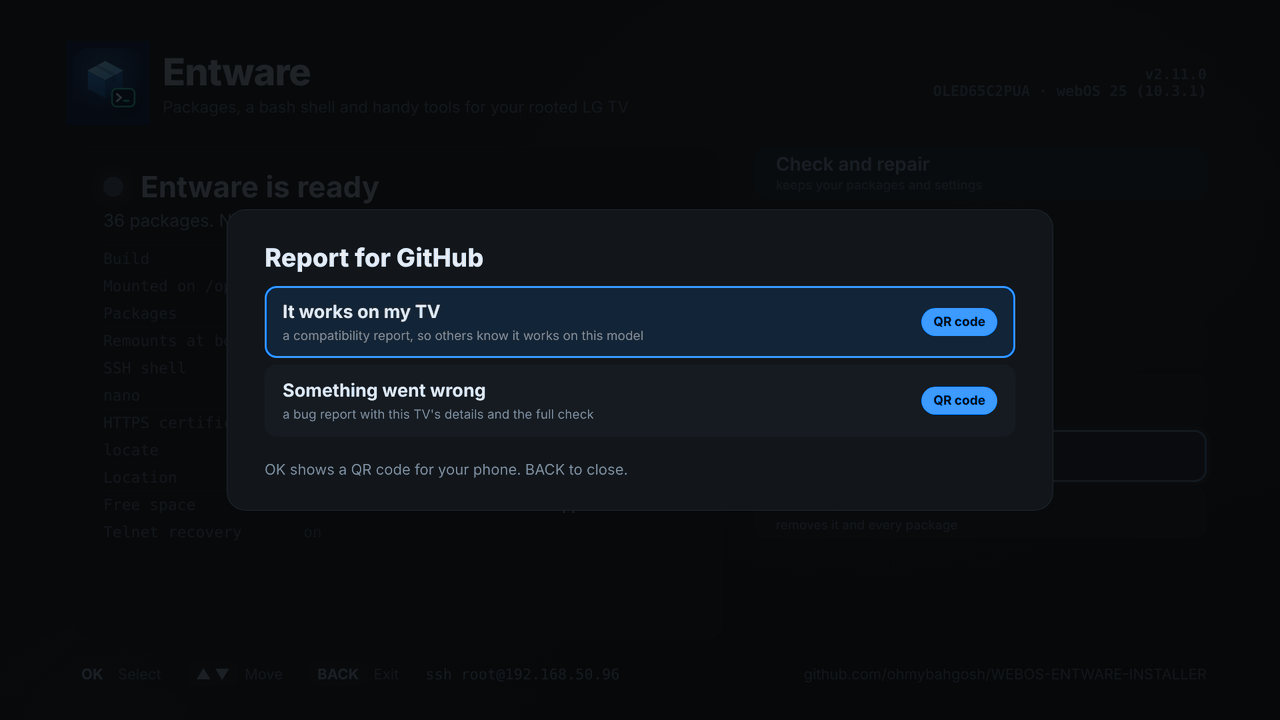 Entware
Packages, a bash shell and handy tools for your rooted LG TV
v2.11.0
OLED65C2PUA · webOS 25 (10.3.1)
Entware is ready
36 packages.
Check and repair
keeps your packages and settings
Build
Mounted on
Packages
Remounts at
SSH shell
nano
HTTPS
locate
Location
Free space
Telnet recovery on
Report for GitHub
It works on my TV
a compatibility report, so others know it works on this model
QR code
Something went wrong
a bug report with this TV's details and the full check
QR code
OK shows a QR code for your phone. BACK to close.
removes it and every package
OK Select ▲▼ Move BACK Exit ssh root@192.168.50.96
github.com/ohmybahgosh/WEBOS-ENTWARE-INSTALLER